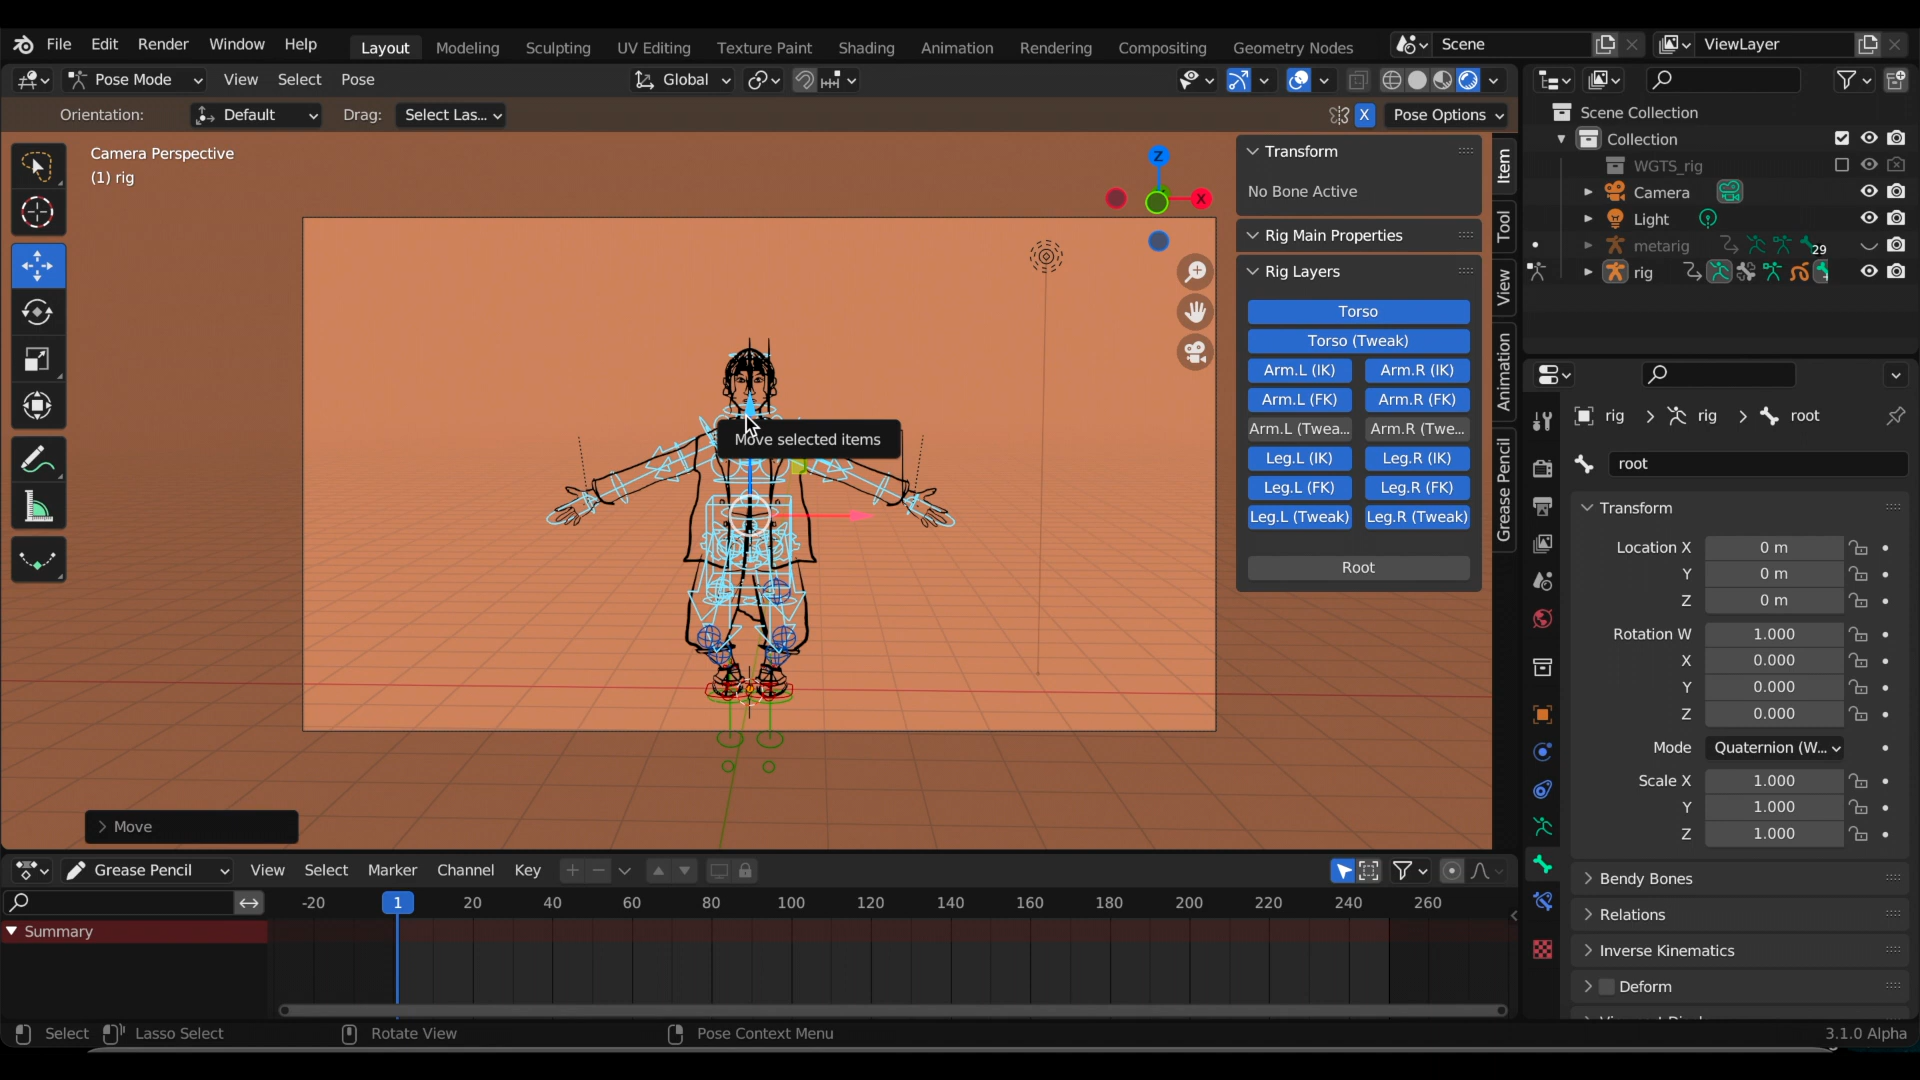 File Edit Render Window Help Layout Modeling Sculpting UV Editing Texture Paint Shading Animation Rendering Compositing Geometry Nodes Scene ViewLayer
Pose Mode View Select Pose Global
Orientation: Default Drag: Select Las... X Pose Options
Camera Perspective
(1) rig
Z
X
Move selected items
Transform
No Bone Active
Rig Main Properties
Rig Layers
Torso
Torso (Tweak)
Arm.L (IK) Arm.R (IK)
Arm.L (FK) Arm.R (FK)
Arm.L (Twea... Arm.R (Twe...
Leg.L (IK) Leg.R (IK)
Leg.L (FK) Leg.R (FK)
Leg.L (Tweak) Leg.R (Tweak)
Root
Item
Tool
View
Animation
Grease Pencil
Move
Scene Collection
Collection
WGTS_rig
Camera
Light
metarig 29
rig
rig rig root
root
Transform
Location X 0 m
Y 0 m
Z 0 m
Rotation W 1.000
X 0.000
Y 0.000
Z 0.000
Mode Quaternion (W...
Scale X 1.000
Y 1.000
Z 1.000
Bendy Bones
Relations
Inverse Kinematics
Deform
Grease Pencil View Select Marker Channel Key
-20 1 20 40 60 80 100 120 140 160 180 200 220 240 260
Summary
Select Lasso Select Rotate View Pose Context Menu 3.1.0 Alpha